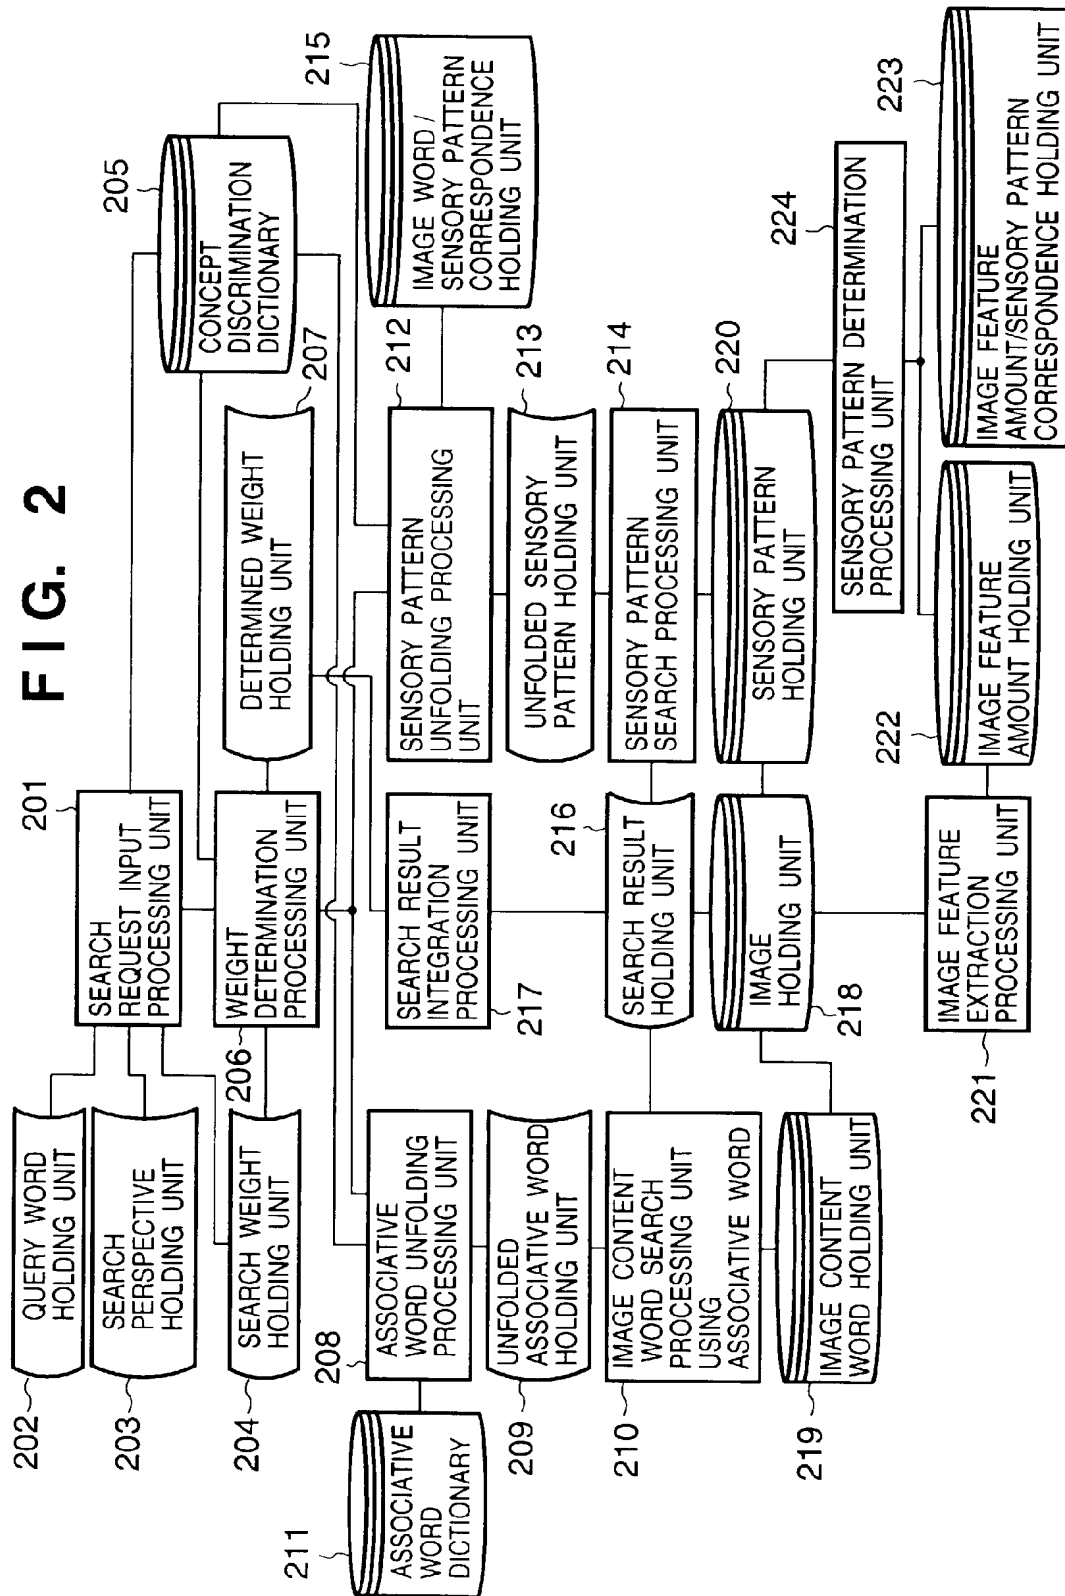 FIG. 2
201
SEARCH
REQUEST INPUT
PROCESSING UNIT
202
QUERY WORD
HOLDING UNIT
203
SEARCH
PERSPECTIVE
HOLDING UNIT
204
SEARCH WEIGHT
HOLDING UNIT
205
CONCEPT
DISCRIMINATION
DICTIONARY
206
WEIGHT
DETERMINATION
PROCESSING UNIT
207
DETERMINED WEIGHT
HOLDING UNIT
211
ASSOCIATIVE
WORD
DICTIONARY
208
ASSOCIATIVE
WORD UNFOLDING
PROCESSING UNIT
217
SEARCH RESULT
INTEGRATION
PROCESSING UNIT
212
SENSORY PATTERN
UNFOLDING PROCESSING
UNIT
215
IMAGE WORD/
SENSORY PATTERN
CORRESPONDENCE
HOLDING UNIT
209
UNFOLDED
ASSOCIATIVE WORD
HOLDING UNIT
213
UNFOLDED SENSORY
PATTERN HOLDING UNIT
210
IMAGE CONTENT
WORD SEARCH
PROCESSING UNIT
USING
ASSOCIATIVE WORD
216
SEARCH RESULT
HOLDING UNIT
214
SENSORY PATTERN
SEARCH PROCESSING UNIT
219
IMAGE CONTENT
WORD HOLDING UNIT
218
IMAGE
HOLDING UNIT
220
SENSORY PATTERN
HOLDING UNIT
224
SENSORY PATTERN DETERMINATION
PROCESSING UNIT
221
IMAGE FEATURE
EXTRACTION
PROCESSING UNIT
222
IMAGE FEATURE
AMOUNT HOLDING UNIT
223
IMAGE FEATURE
AMOUNT/SENSORY PATTERN
CORRESPONDENCE HOLDING UNIT